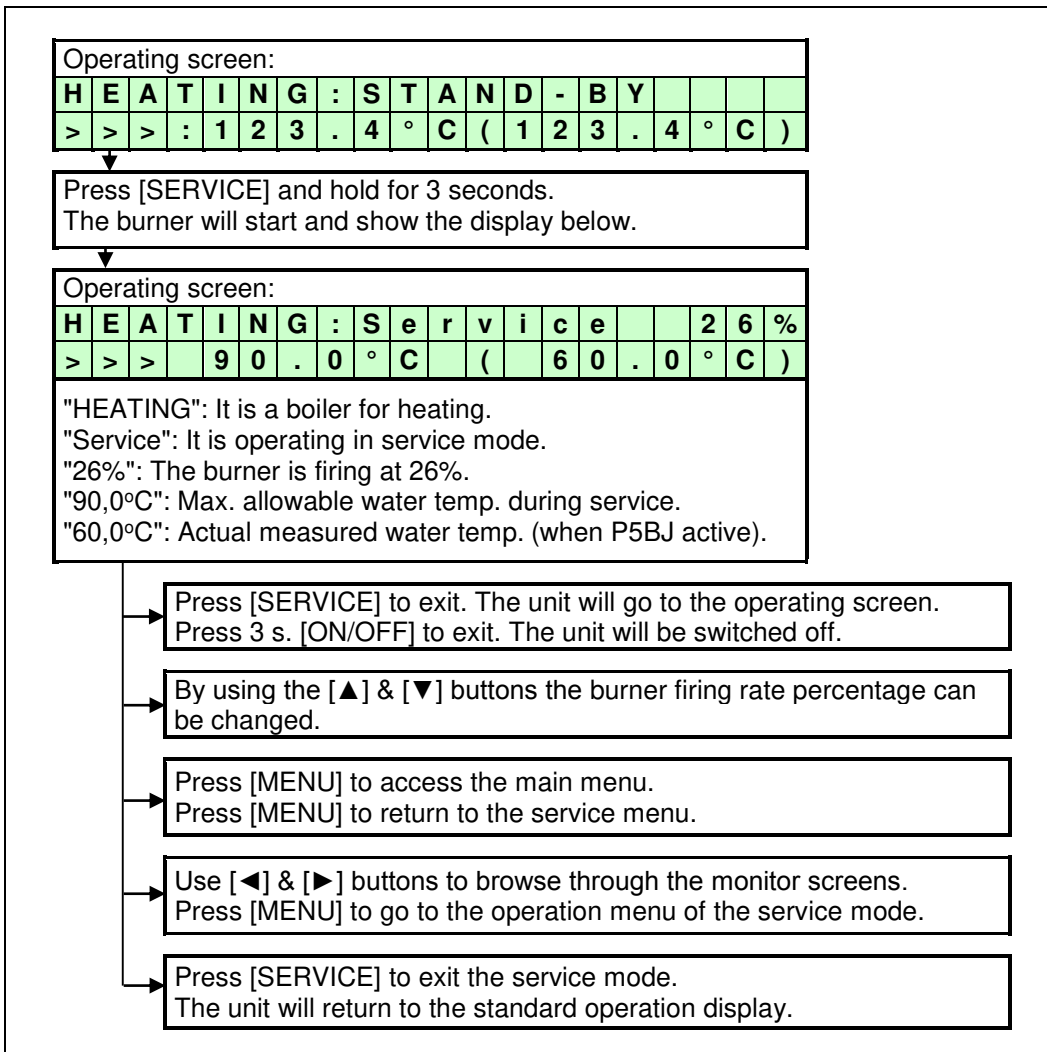 Operating screen:
HEATING:STAND-BY
>>>:123.4°C(123.4°C)
Press [SERVICE] and hold for 3 seconds.
The burner will start and show the display below.
Operating screen:
HEATING:Service  26%
>>> 90.0°C ( 60.0°C)
"HEATING": It is a boiler for heating.
"Service": It is operating in service mode.
"26%": The burner is firing at 26%.
"90,0°C": Max. allowable water temp. during service.
"60,0°C": Actual measured water temp. (when P5BJ active).
Press [SERVICE] to exit. The unit will go to the operating screen.
Press 3 s. [ON/OFF] to exit. The unit will be switched off.
By using the [▲] & [▼] buttons the burner firing rate percentage can
be changed.
Press [MENU] to access the main menu.
Press [MENU] to return to the service menu.
Use [◄] & [►] buttons to browse through the monitor screens.
Press [MENU] to go to the operation menu of the service mode.
Press [SERVICE] to exit the service mode.
The unit will return to the standard operation display.